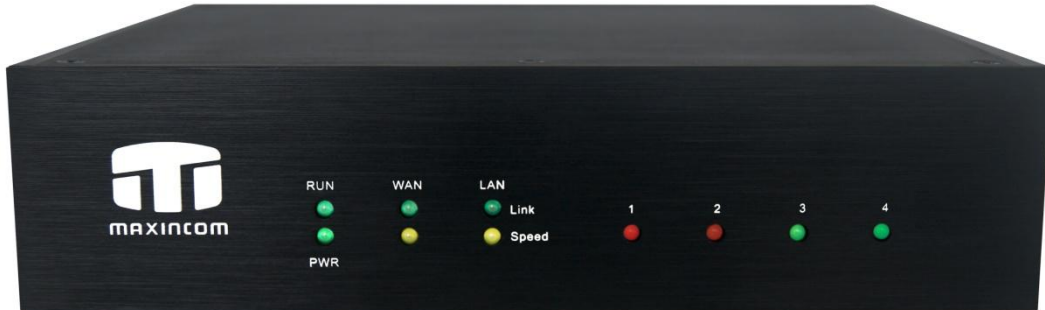 MAXINCOM
RUN WAN LAN
Link
Speed
PWR
1 2 3 4